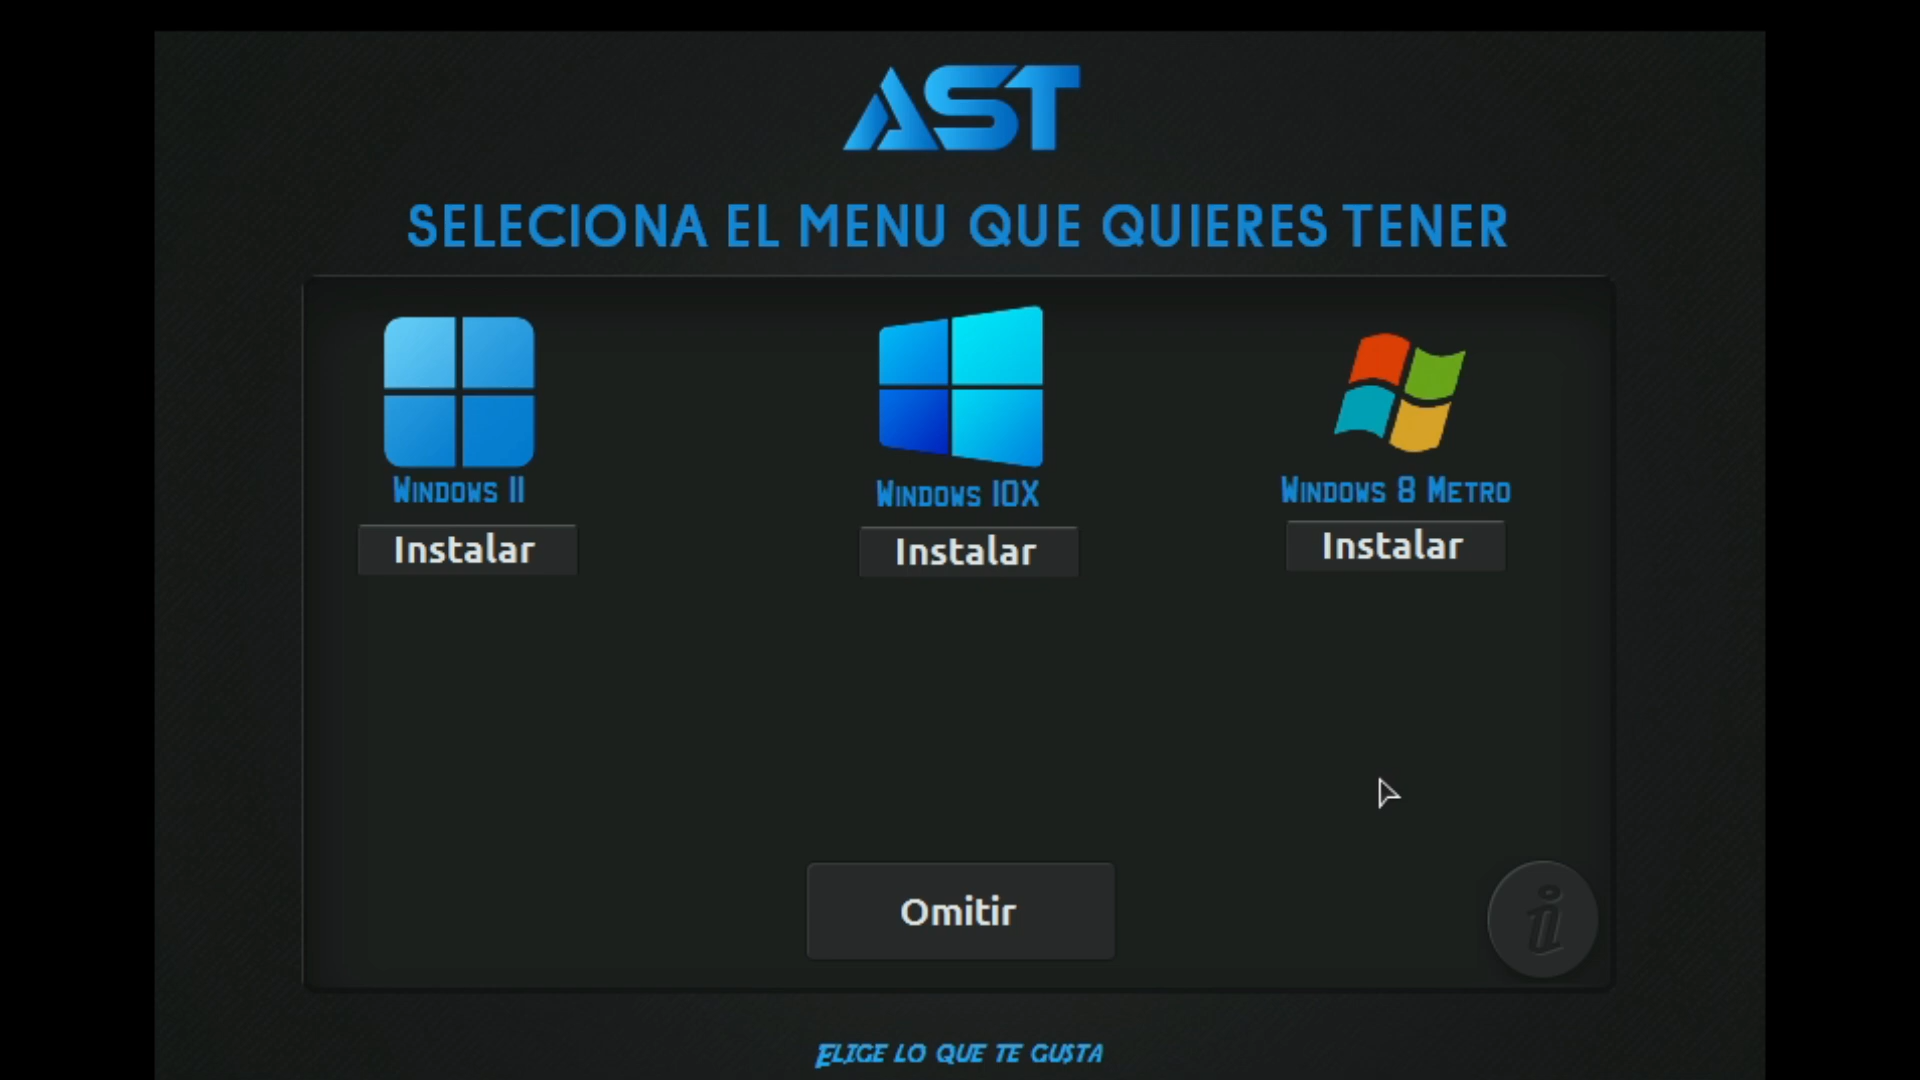 AST
SELECIONA EL MENU QUE QUIERES TENER
Windows 11
Windows 10X
Windows 8 Metro
Instalar
Instalar
Instalar
Omitir
i
Elige lo que te gusta